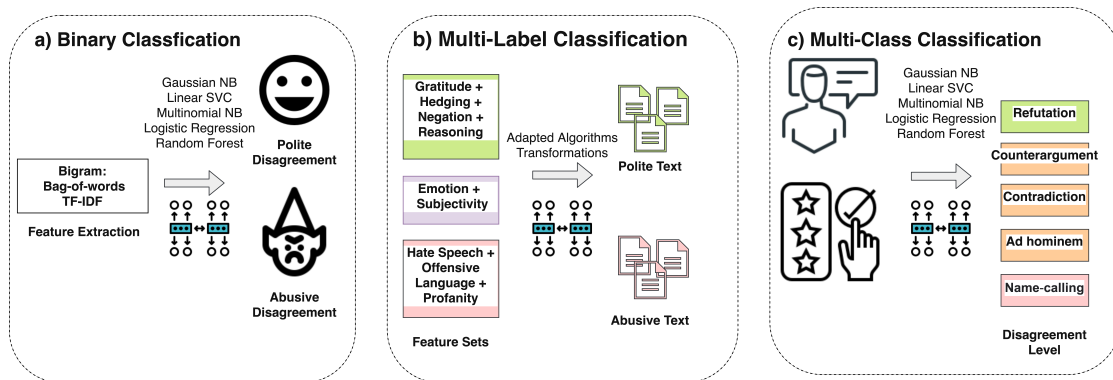 a) Binary Classfication
Gaussian NB
Linear SVC
Multinomial NB
Logistic Regression
Random Forest
Polite
Disagreement
Bigram:
Bag-of-words
TF-IDF
Feature Extraction
Abusive
Disagreement
b) Multi-Label Classification
Gratitude +
Hedging +
Negation +
Reasoning
Adapted Algorithms
Transformations
Polite Text
Emotion +
Subjectivity
Hate Speech +
Offensive
Language +
Profanity
Abusive Text
Feature Sets
c) Multi-Class Classification
Gaussian NB
Linear SVC
Multinomial NB
Logistic Regression
Random Forest
Refutation
Counterargument
Contradiction
Ad hominem
Name-calling
Disagreement
Level